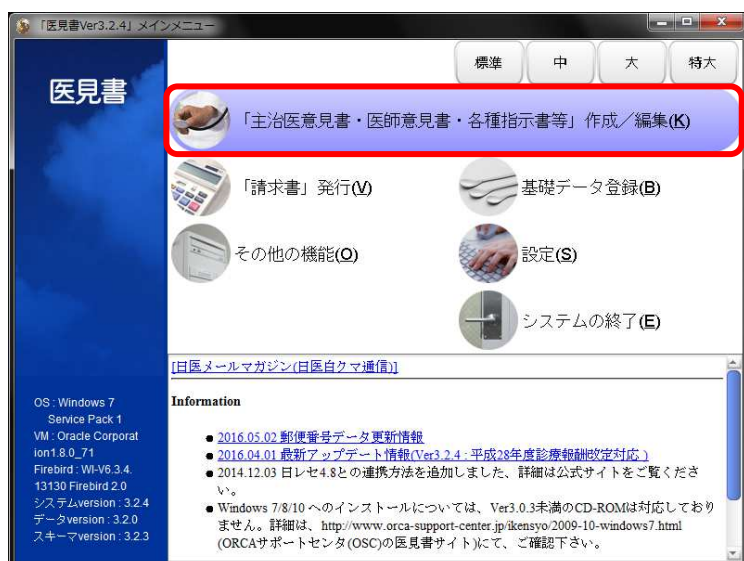 「医見書Ver3.2.4」メインメニュー
標準 中 大 特大
医見書
「主治医意見書・医師意見書・各種指示書等」作成／編集(K)
「請求書」発行(V) 基礎データ登録(B)
その他の機能(O) 設定(S)
システムの終了(E)
[日医メールマガジン(日医白クマ通信)]
Information
2016.05.02 郵便番号データ更新情報
2016.04.01 最新アップデート情報(Ver3.2.4 : 平成28年度診療報酬改定対応 )
2014.12.03 日レセ4.8との連携方法を追加しました、詳細は公式サイトをご覧くださ
い。
Windows 7/8/10 へのインストールについては、Ver3.0.3未満のCD-ROMは対応しており
ません。詳細は、http://www.orca-support-center.jp/ikensyo/2009-10-windows7.html
(ORCAサポートセンタ(OSC)の医見書サイト)にて、ご確認下さい。
OS : Windows 7
Service Pack 1
VM : Oracle Corporat
ion1.8.0_71
Firebird : WI-V6.3.4.
13130 Firebird 2.0
システムversion : 3.2.4
データversion : 3.2.0
スキーマversion : 3.2.3